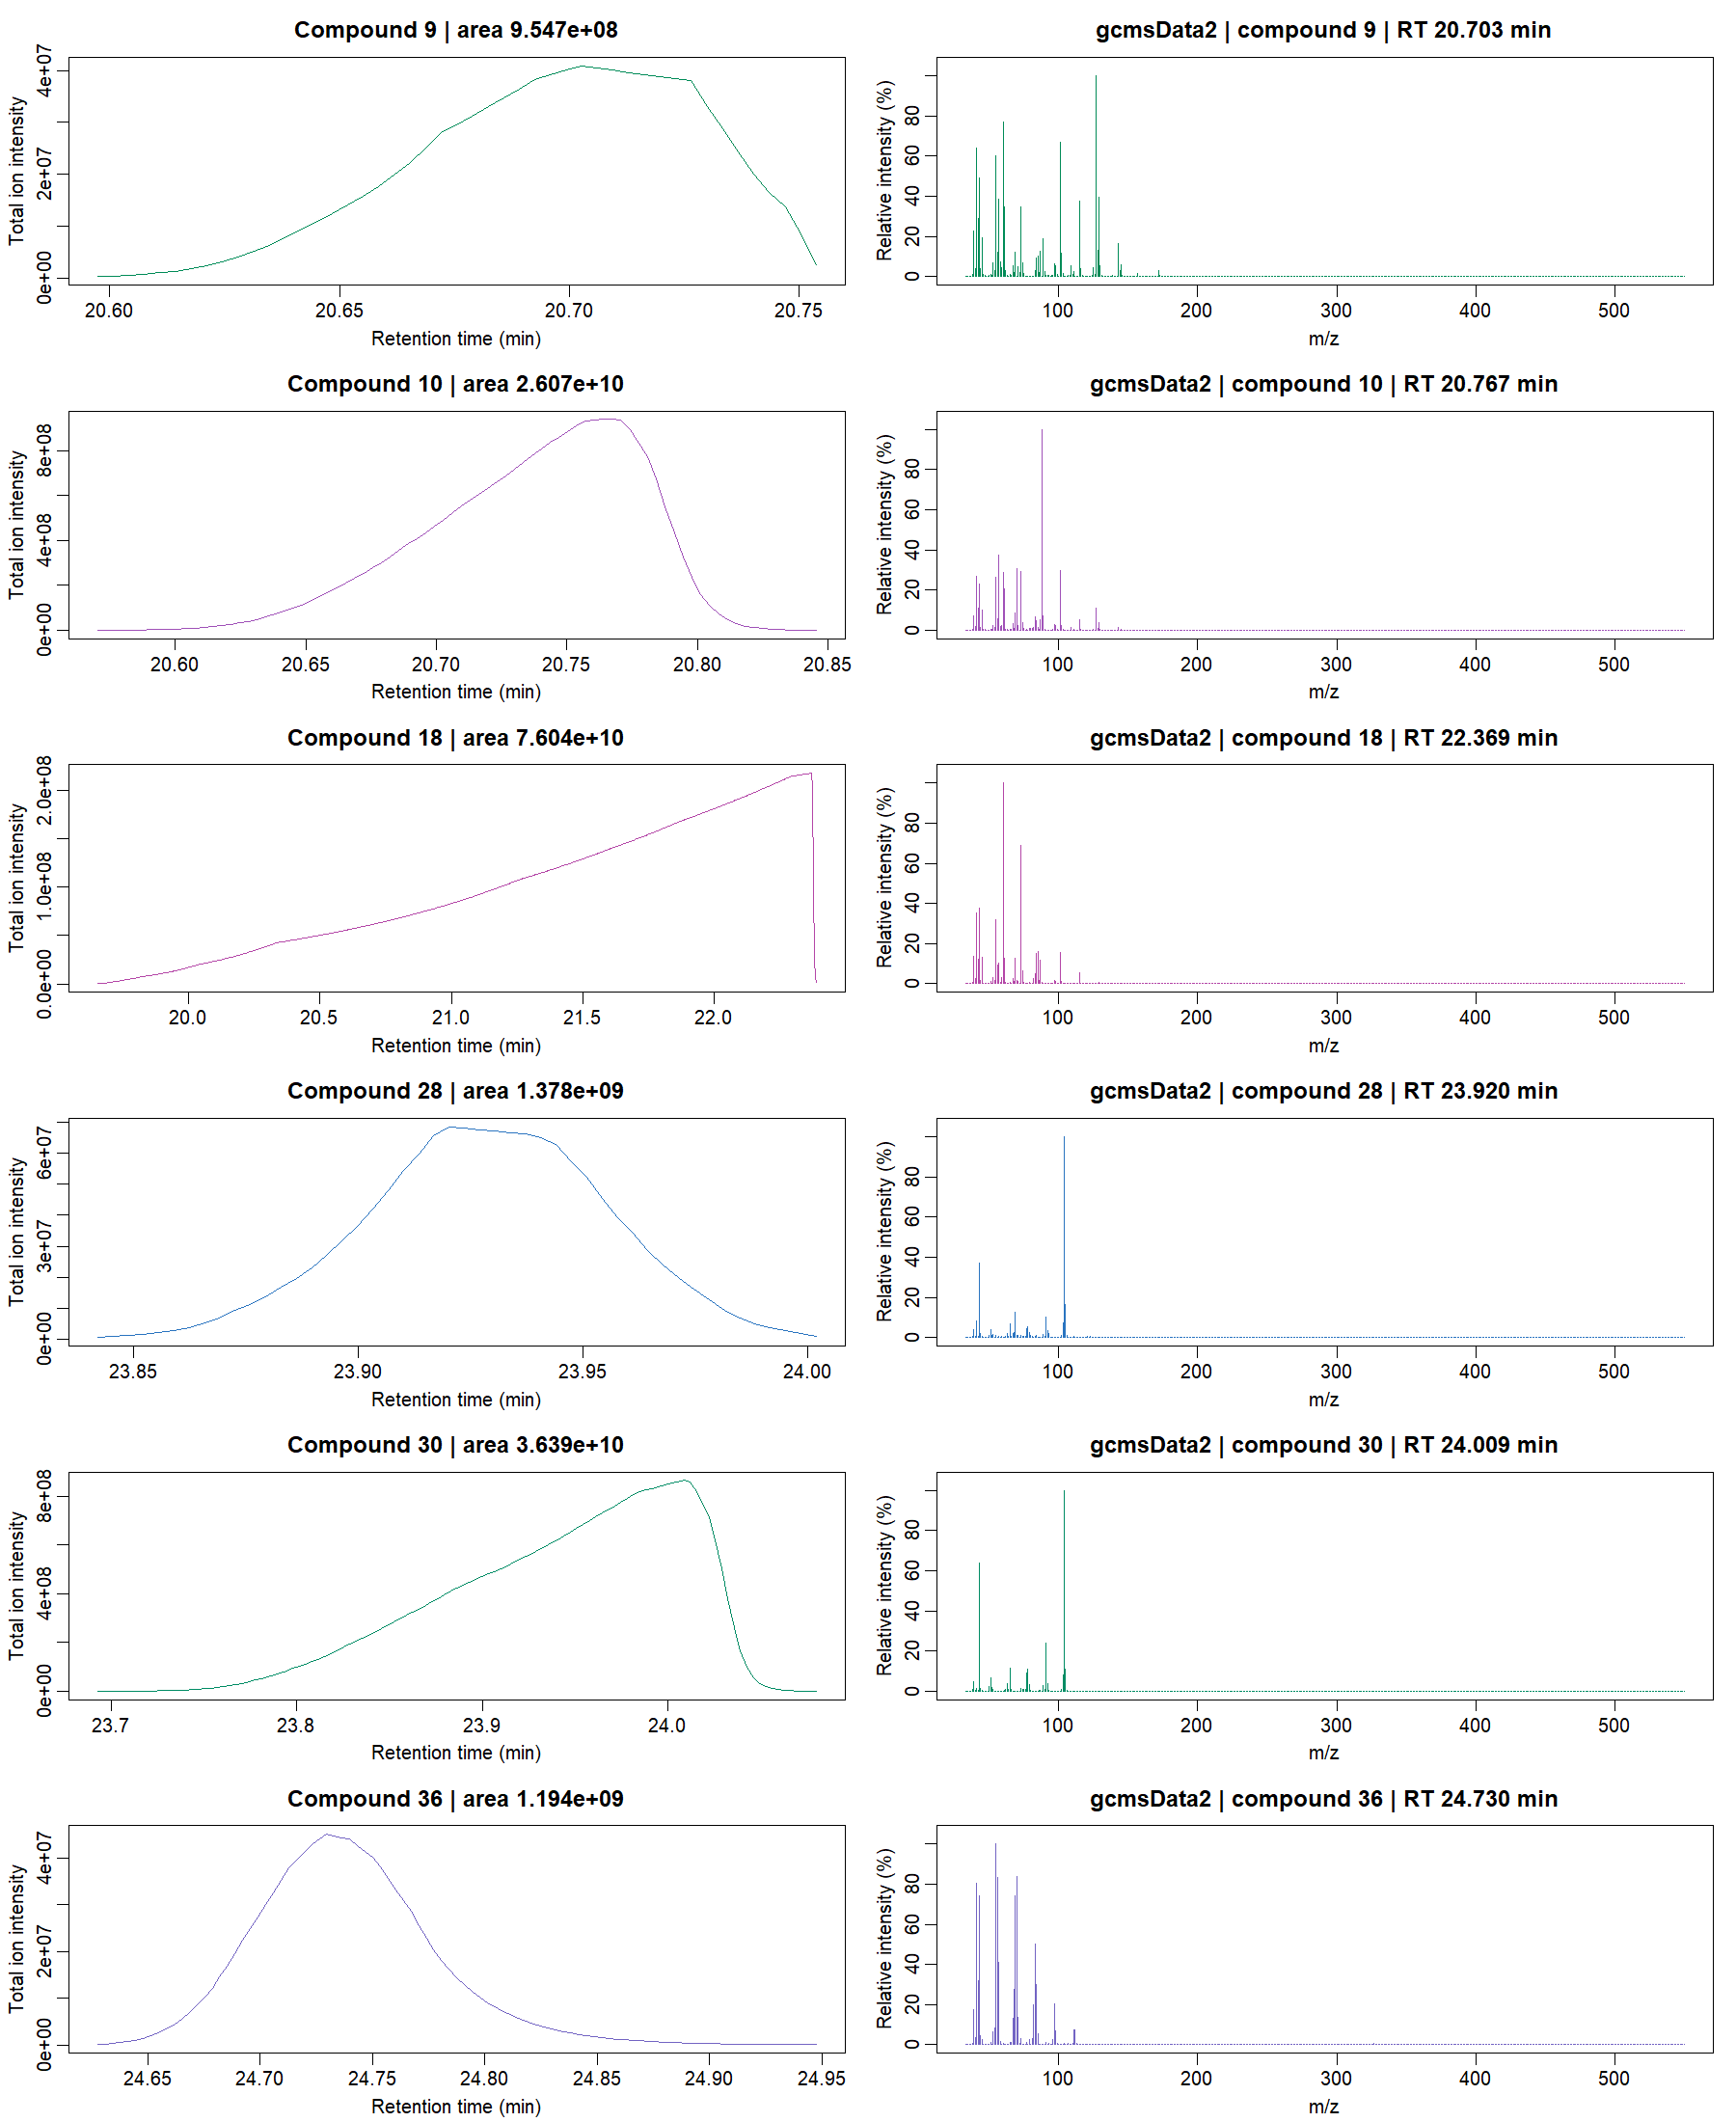 Compound 9 | area 9.547e+08
Total ion intensity
0e+00 2e+07 4e+07
20.60 20.65 20.70 20.75
Retention time (min)
gcmsData2 | compound 9 | RT 20.703 min
Relative intensity (%)
0 20 40 60 80
100 200 300 400 500
m/z
Compound 10 | area 2.607e+10
Total ion intensity
0e+00 4e+08 8e+08
20.60 20.65 20.70 20.75 20.80 20.85
Retention time (min)
gcmsData2 | compound 10 | RT 20.767 min
Relative intensity (%)
0 20 40 60 80
100 200 300 400 500
m/z
Compound 18 | area 7.604e+10
Total ion intensity
0.0e+00 1.0e+08 2.0e+08
20.0 20.5 21.0 21.5 22.0
Retention time (min)
gcmsData2 | compound 18 | RT 22.369 min
Relative intensity (%)
0 20 40 60 80
100 200 300 400 500
m/z
Compound 28 | area 1.378e+09
Total ion intensity
0e+00 3e+07 6e+07
23.85 23.90 23.95 24.00
Retention time (min)
gcmsData2 | compound 28 | RT 23.920 min
Relative intensity (%)
0 20 40 60 80
100 200 300 400 500
m/z
Compound 30 | area 3.639e+10
Total ion intensity
0e+00 4e+08 8e+08
23.7 23.8 23.9 24.0
Retention time (min)
gcmsData2 | compound 30 | RT 24.009 min
Relative intensity (%)
0 20 40 60 80
100 200 300 400 500
m/z
Compound 36 | area 1.194e+09
Total ion intensity
0e+00 2e+07 4e+07
24.65 24.70 24.75 24.80 24.85 24.90 24.95
Retention time (min)
gcmsData2 | compound 36 | RT 24.730 min
Relative intensity (%)
0 20 40 60 80
100 200 300 400 500
m/z